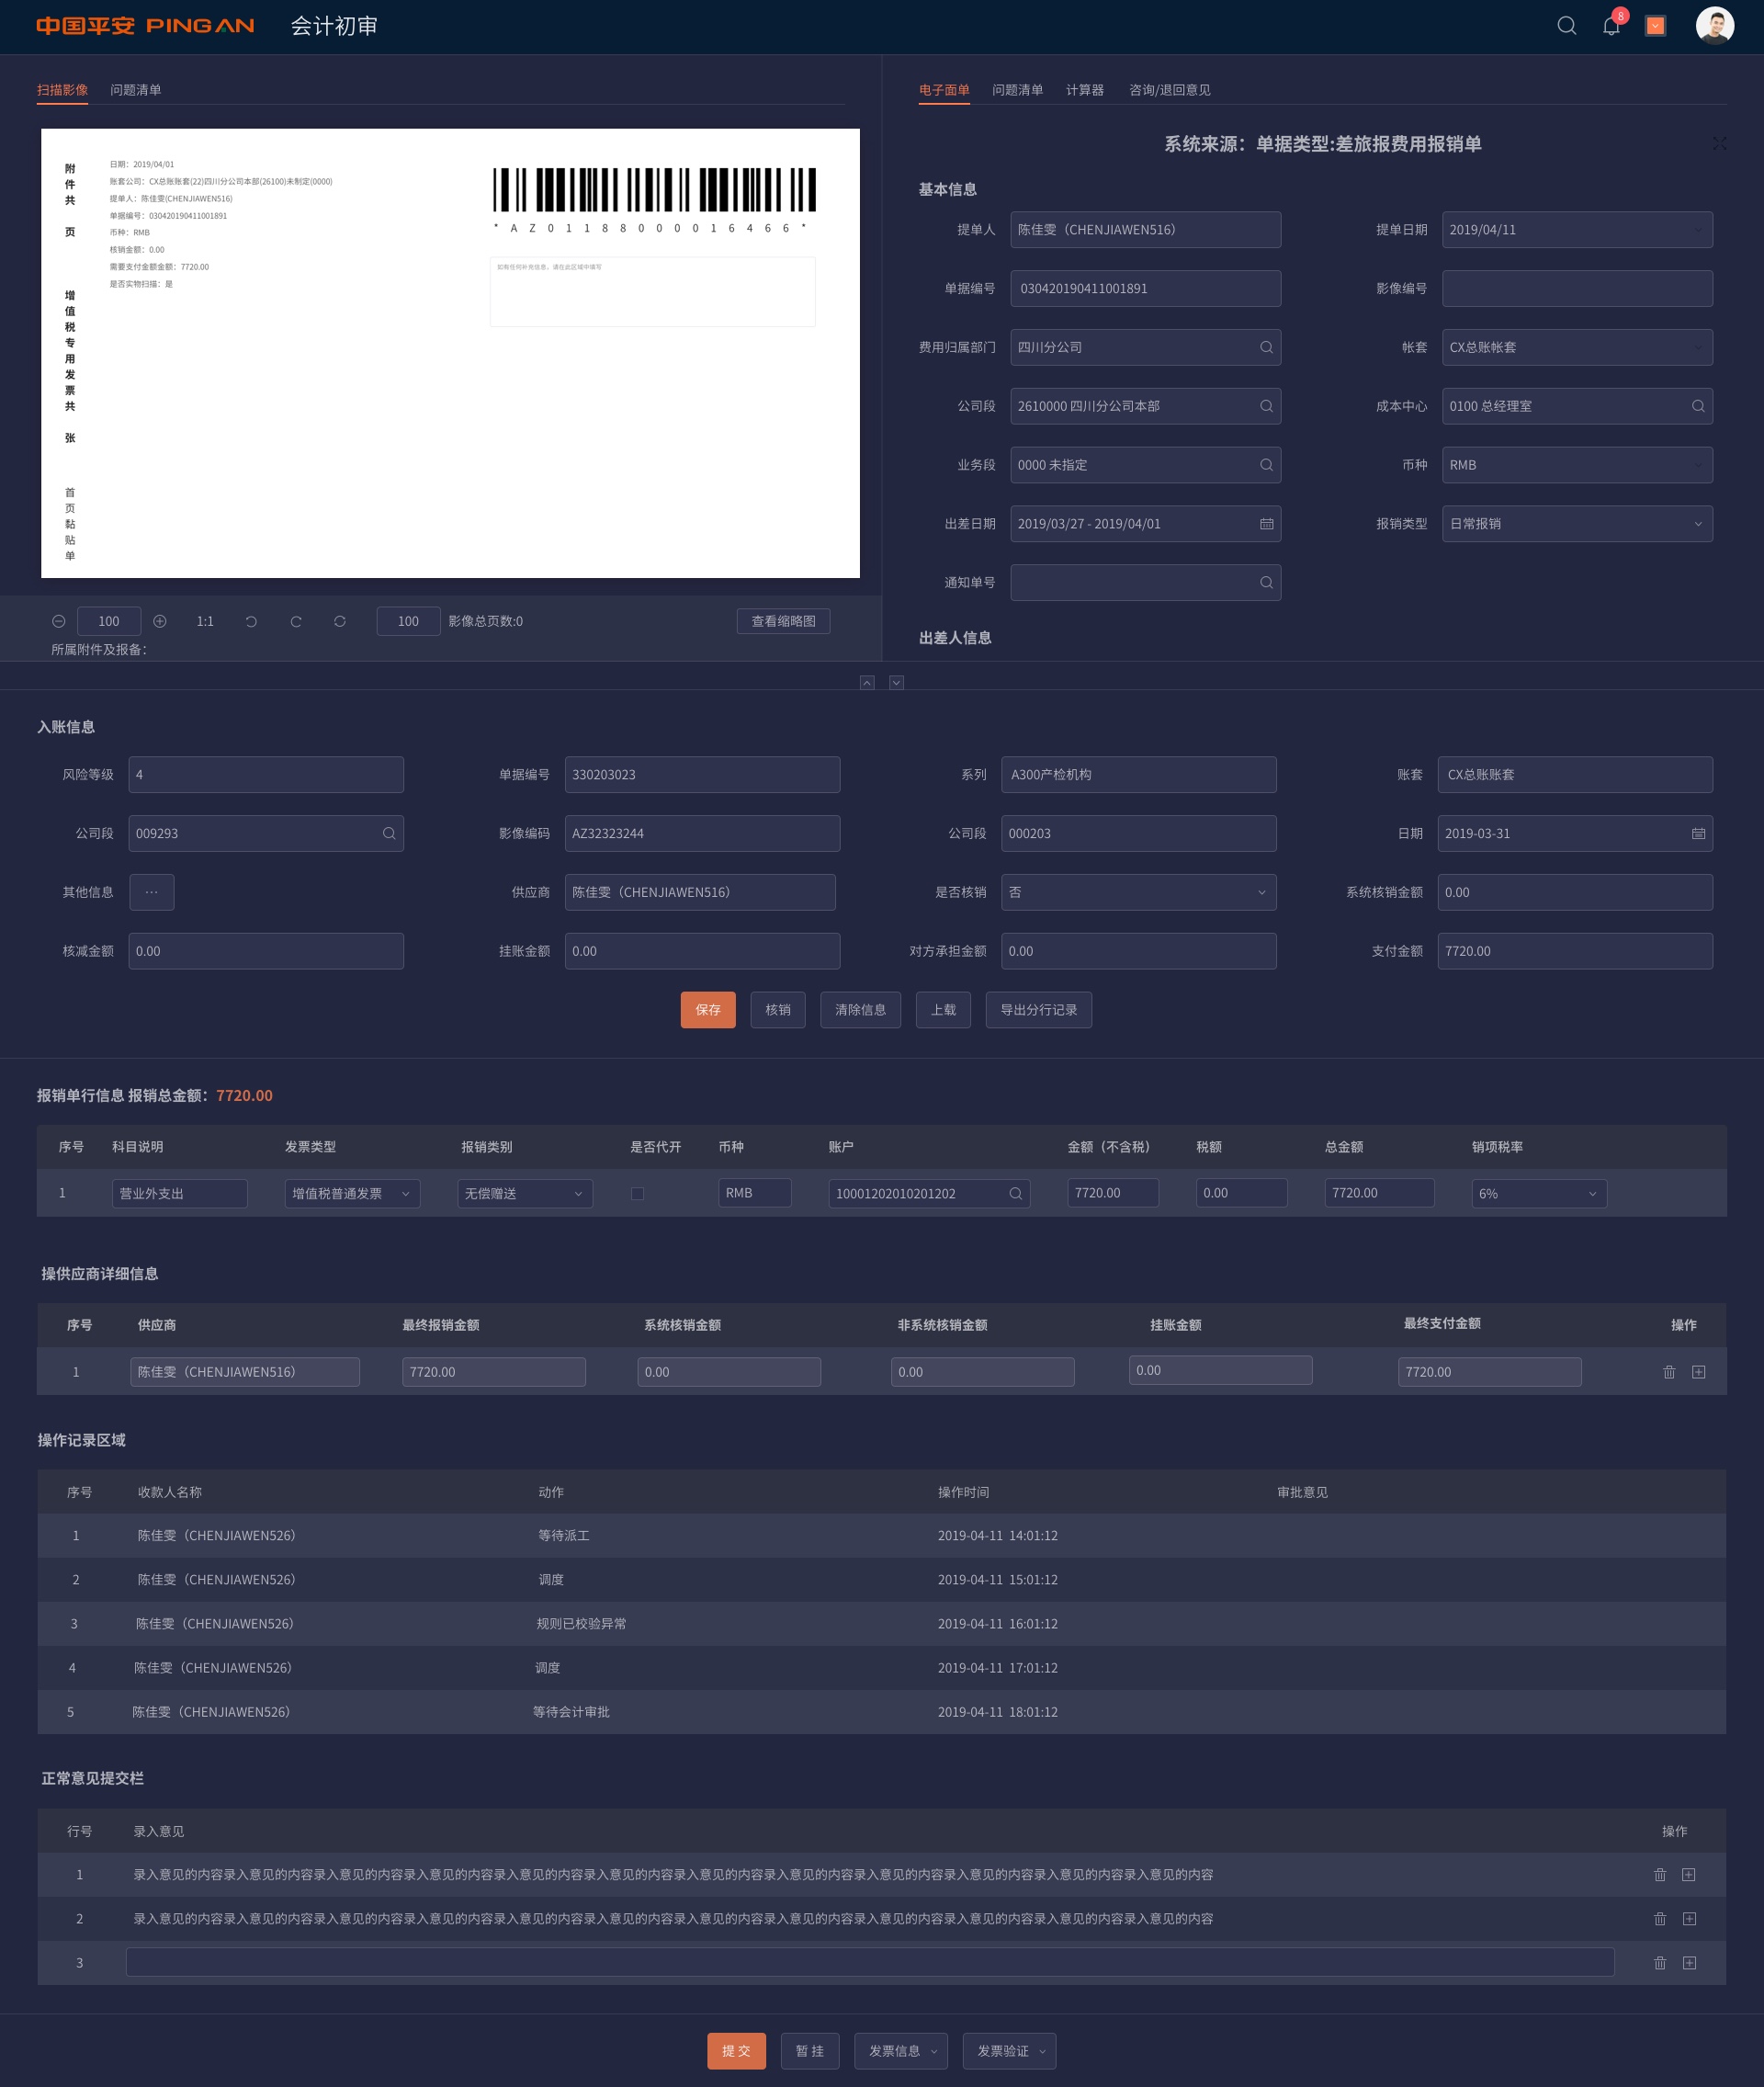 中国平安 PINGAN 会计初审
8
扫描影像 问题清单
附件共 页 增值税专用发票共 张 首页黏贴单
日期：2019/04/01
账套公司：CX总账账套(22)四川分公司本部(26100)未制定(0000)
提单人：陈佳雯(CHENJIAWEN516)
单据编号：030420190411001891
币种：RMB
核销金额：0.00
需要支付金额金额：7720.00
是否实物扫描：是
* A Z 0 1 1 8 8 0 0 0 0 1 6 4 6 6 *
如有任何补充信息，请在此区域中填写
100 1:1 100 影像总页数:0 查看缩略图
所属附件及报备：
电子面单 问题清单 计算器 咨询/退回意见
系统来源：单据类型:差旅报费用报销单
基本信息
提单人 陈佳雯（CHENJIAWEN516） 提单日期 2019/04/11
单据编号 030420190411001891 影像编号
费用归属部门 四川分公司 帐套 CX总账帐套
公司段 2610000 四川分公司本部 成本中心 0100 总经理室
业务段 0000 未指定 币种 RMB
出差日期 2019/03/27 - 2019/04/01 报销类型 日常报销
通知单号
出差人信息
入账信息
风险等级 4 单据编号 330203023 系列 A300产检机构 账套 CX总账账套
公司段 009293 影像编码 AZ32323244 公司段 000203 日期 2019-03-31
其他信息 ··· 供应商 陈佳雯（CHENJIAWEN516） 是否核销 否 系统核销金额 0.00
核减金额 0.00 挂账金额 0.00 对方承担金额 0.00 支付金额 7720.00
保存 核销 清除信息 上载 导出分行记录
报销单行信息 报销总金额：7720.00
序号 科目说明 发票类型 报销类别 是否代开 币种 账户 金额（不含税） 税额 总金额 销项税率
1 营业外支出 增值税普通发票 无偿赠送 RMB 10001202010201202 7720.00 0.00 7720.00 6%
操供应商详细信息
序号 供应商 最终报销金额 系统核销金额 非系统核销金额 挂账金额 最终支付金额 操作
1 陈佳雯（CHENJIAWEN516） 7720.00 0.00 0.00 0.00 7720.00
操作记录区域
序号 收款人名称 动作 操作时间 审批意见
1 陈佳雯（CHENJIAWEN526） 等待派工 2019-04-11 14:01:12
2 陈佳雯（CHENJIAWEN526） 调度 2019-04-11 15:01:12
3 陈佳雯（CHENJIAWEN526） 规则已校验异常 2019-04-11 16:01:12
4 陈佳雯（CHENJIAWEN526） 调度 2019-04-11 17:01:12
5 陈佳雯（CHENJIAWEN526） 等待会计审批 2019-04-11 18:01:12
正常意见提交栏
行号 录入意见 操作
1 录入意见的内容录入意见的内容录入意见的内容录入意见的内容录入意见的内容录入意见的内容录入意见的内容录入意见的内容录入意见的内容录入意见的内容录入意见的内容录入意见的内容
2 录入意见的内容录入意见的内容录入意见的内容录入意见的内容录入意见的内容录入意见的内容录入意见的内容录入意见的内容录入意见的内容录入意见的内容录入意见的内容录入意见的内容
3
提 交 暂 挂 发票信息 发票验证